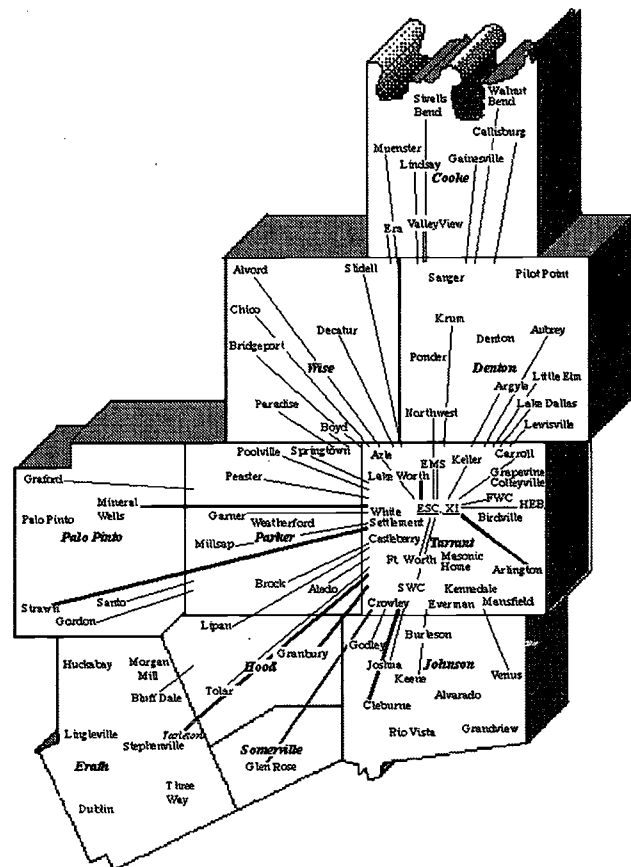 Sivells
Bend
Walnut
Bend
Callisburg
Muenster
Lindsay
Gainesville
Cooke
Era
Valley View
Alvord
Slidell
Sanger
Pilot Point
Chico
Decatur
Krum
Denton
Aubrey
Bridgeport
Wise
Ponder
Denton
Little Elm
Argyle
Paradise
Northwest
Lake Dallas
Lewisville
Boyd
Poolville
Springtown
Azle
Keller
Carroll
Graford
Peaster
Lake Worth
EMS
Grapevine
Colleyville
Mineral
Wells
Garner
White
Settlement
ESC, XI
FWC
HEB
Birdville
Palo Pinto
Palo Pinto
Weatherford
Parker
Millsap
Castleberry
Tarrant
Ft Worth
Masonic
Home
Arlington
Brock
Aledo
SWC
Kennedale
Strawn
Santo
Gordon
Crowley
Everman
Mansfield
Lipan
Burleson
Huckabay
Morgan
Mill
Granbury
Godley
Hood
Joshua
Johnson
Bluff Dale
Tolar
Keene
Venus
Cleburne
Alvarado
Tarleton
Lingleville
Stephenville
Somerville
Glen Rose
Rio Vista
Grandview
Erath
Three
Way
Dublin